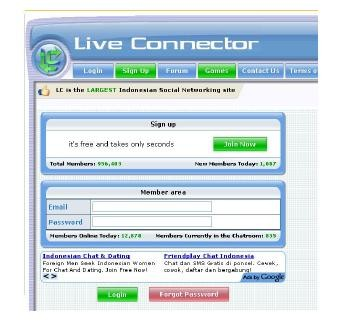 Live Connector
Login Sign Up Forum Games Contact Us Terms o
LC is the LARGEST Indonesian Social Networking site
Sign up
it's free and takes only seconds Join Now
Total Members: 956,403 New Members Today: 1,087
Member area
Email
Password
Members Online Today: 12,878 Members Currently in the Chatroom: 839
Indonesian Chat & Dating Friendplay Chat Indonesia
Foreign Men Seek Indonesian Women Chat dan SMS Gratis di ponsel. Cewek,
For Chat And Dating. Join Free Now! cowok, daftar dan bergabung!
Ads by Google
Login Forgot Password